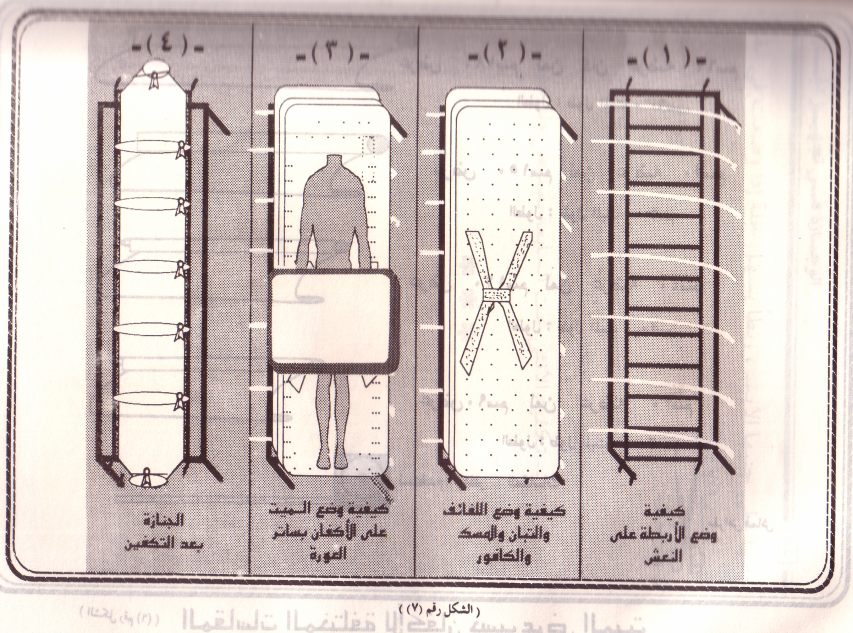 -(١)-
-(٢)-
-(٣)-
-(٤)-
كيفية
وضع الأربطة على
النعش
كيفية وضع اللفائف
والتبان والمسك
والكافور
كيفية وضع الميت
على الأكفان بساتر
العورة
الجنازة
بعد التكفين
( الشكل رقم (٧) )